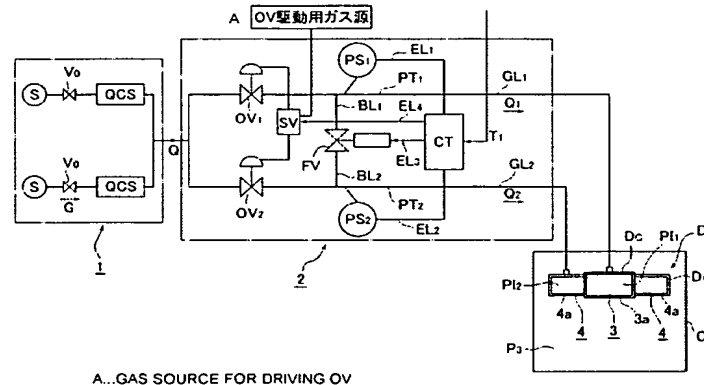 A OV駆動用ガス源
S Vo QCS
S Vo QCS
G
1
Q
OV1
OV2
SV
FV
PS1
PS2
BL1
BL2
EL1
PT1
EL4
EL3
PT2
EL2
CT
T1
GL1
Q1
GL2
Q2
2
D
Dc
PI1
PI2
4a
4
3
3a
4
4a
P3
A...GAS SOURCE FOR DRIVING OV